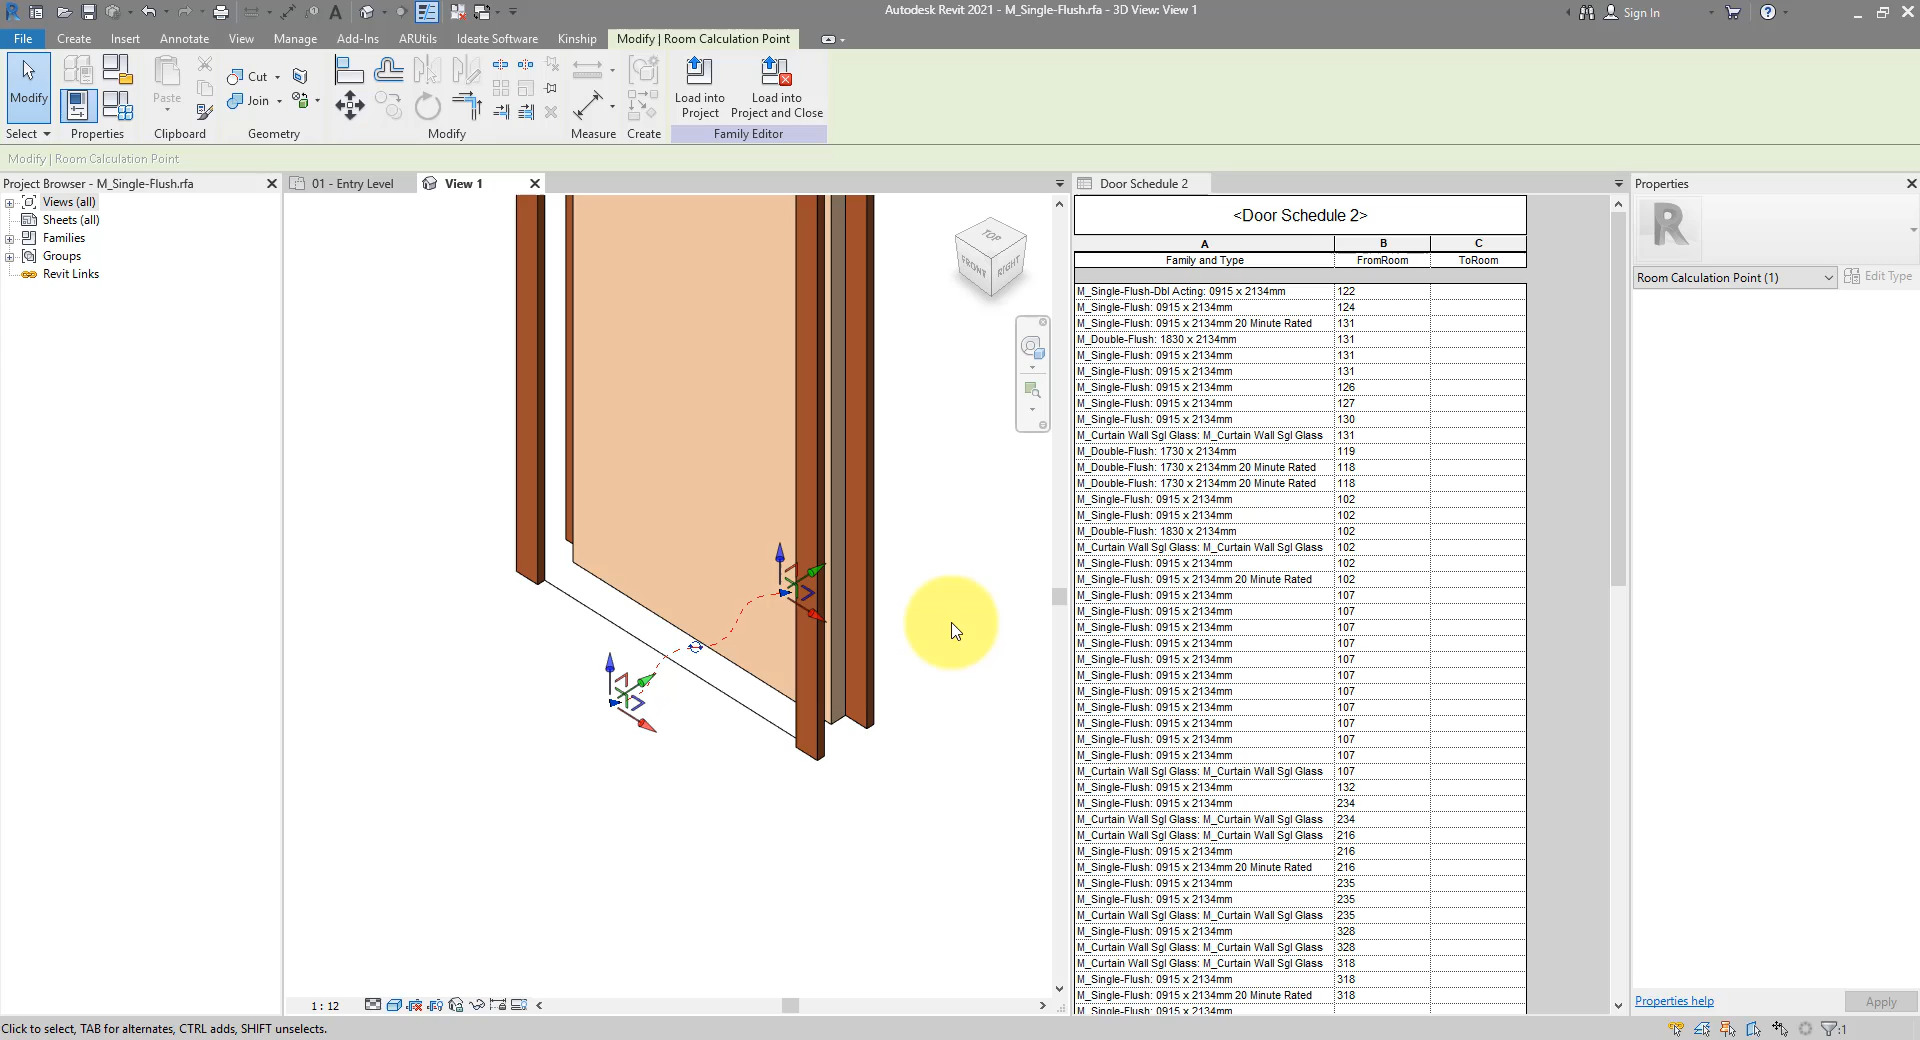 Autodesk Revit 2021 - M_Single-Flush.rfa - 3D View: View 1
Sign In
File Create Insert Annotate View Manage Add-Ins ARUtils Ideate Software Kinship Modify | Room Calculation Point
Modify
Paste
Cut
Join
Load into Project
Load into Project and Close
Select Properties Clipboard Geometry Modify Measure Create Family Editor
Modify | Room Calculation Point
Project Browser - M_Single-Flush.rfa
Views (all)
Sheets (all)
Families
Groups
Revit Links
01 - Entry Level
View 1
TOP
FRONT
RIGHT
1 : 12
Door Schedule 2
<Door Schedule 2>
A B C
Family and Type FromRoom ToRoom
M_Single-Flush-Dbl Acting: 0915 x 2134mm 122
M_Single-Flush: 0915 x 2134mm 124
M_Single-Flush: 0915 x 2134mm 20 Minute Rated 131
M_Double-Flush: 1830 x 2134mm 131
M_Single-Flush: 0915 x 2134mm 131
M_Single-Flush: 0915 x 2134mm 131
M_Single-Flush: 0915 x 2134mm 126
M_Single-Flush: 0915 x 2134mm 127
M_Single-Flush: 0915 x 2134mm 130
M_Curtain Wall Sgl Glass: M_Curtain Wall Sgl Glass 131
M_Double-Flush: 1730 x 2134mm 119
M_Double-Flush: 1730 x 2134mm 20 Minute Rated 118
M_Double-Flush: 1730 x 2134mm 20 Minute Rated 118
M_Single-Flush: 0915 x 2134mm 102
M_Single-Flush: 0915 x 2134mm 102
M_Double-Flush: 1830 x 2134mm 102
M_Curtain Wall Sgl Glass: M_Curtain Wall Sgl Glass 102
M_Single-Flush: 0915 x 2134mm 102
M_Single-Flush: 0915 x 2134mm 20 Minute Rated 102
M_Single-Flush: 0915 x 2134mm 107
M_Single-Flush: 0915 x 2134mm 107
M_Single-Flush: 0915 x 2134mm 107
M_Single-Flush: 0915 x 2134mm 107
M_Single-Flush: 0915 x 2134mm 107
M_Single-Flush: 0915 x 2134mm 107
M_Single-Flush: 0915 x 2134mm 107
M_Single-Flush: 0915 x 2134mm 107
M_Single-Flush: 0915 x 2134mm 107
M_Single-Flush: 0915 x 2134mm 107
M_Single-Flush: 0915 x 2134mm 107
M_Curtain Wall Sgl Glass: M_Curtain Wall Sgl Glass 107
M_Single-Flush: 0915 x 2134mm 132
M_Single-Flush: 0915 x 2134mm 234
M_Curtain Wall Sgl Glass: M_Curtain Wall Sgl Glass 234
M_Curtain Wall Sgl Glass: M_Curtain Wall Sgl Glass 216
M_Single-Flush: 0915 x 2134mm 216
M_Single-Flush: 0915 x 2134mm 20 Minute Rated 216
M_Single-Flush: 0915 x 2134mm 235
M_Single-Flush: 0915 x 2134mm 235
M_Curtain Wall Sgl Glass: M_Curtain Wall Sgl Glass 235
M_Single-Flush: 0915 x 2134mm 328
M_Curtain Wall Sgl Glass: M_Curtain Wall Sgl Glass 328
M_Curtain Wall Sgl Glass: M_Curtain Wall Sgl Glass 318
M_Single-Flush: 0915 x 2134mm 318
M_Single-Flush: 0915 x 2134mm 20 Minute Rated 318
M_Single-Flush: 0915 x 2134mm
Properties
R
Room Calculation Point (1)
Edit Type
Properties help
Apply
Click to select, TAB for alternates, CTRL adds, SHIFT unselects.
:1